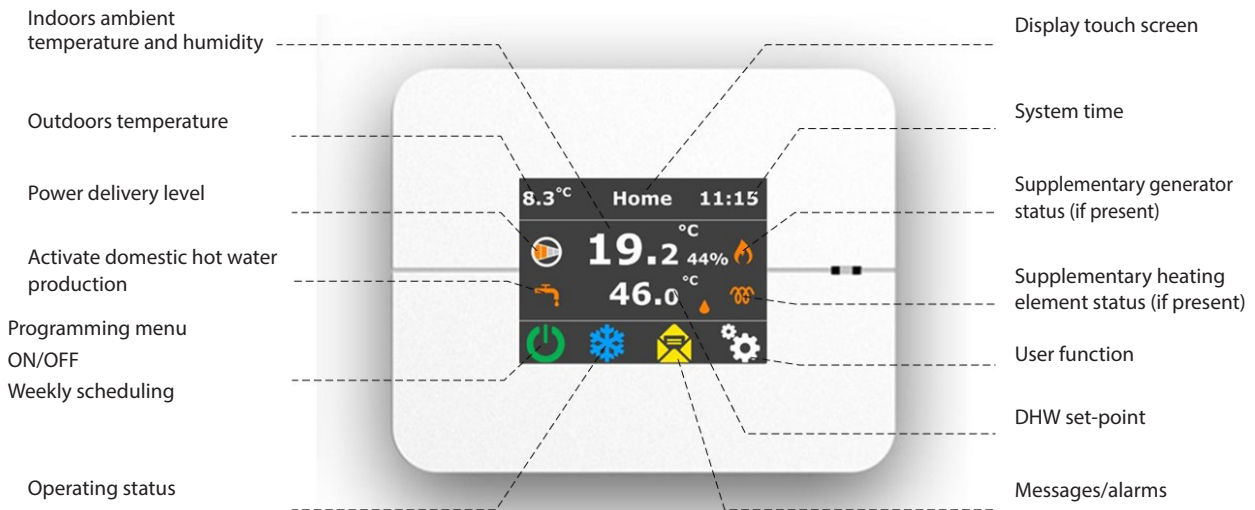 Indoors ambient
temperature and humidity
Outdoors temperature
Power delivery level
Activate domestic hot water
production
Programming menu
ON/OFF
Weekly scheduling
Operating status
8.3°C Home 11:15
19.2 °C 44%
46.0 °C
Display touch screen
System time
Supplementary generator
status (if present)
Supplementary heating
element status (if present)
User function
DHW set-point
Messages/alarms